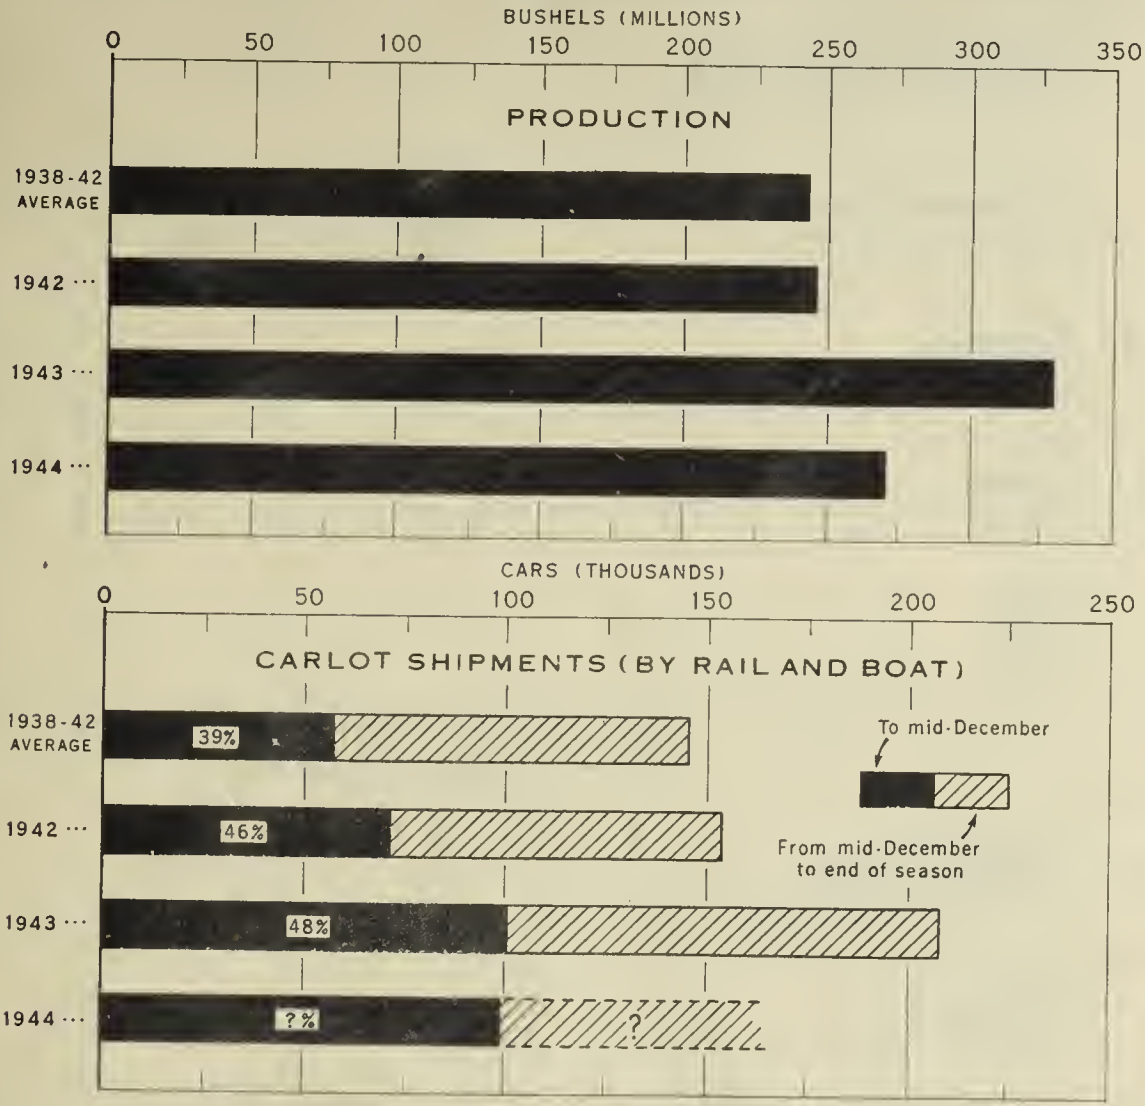 BUSHELS (MILLIONS)
0 50 100 150 200 250 300 350
PRODUCTION
1938-42
AVERAGE
1942 ···
1943 ···
1944 ···
CARS (THOUSANDS)
0 50 100 150 200 250
CARLOT SHIPMENTS (BY RAIL AND BOAT)
1938-42
AVERAGE
39%
To mid-December
1942 ···
46%
From mid-December
to end of season
1943 ···
48%
1944 ···
?%
?